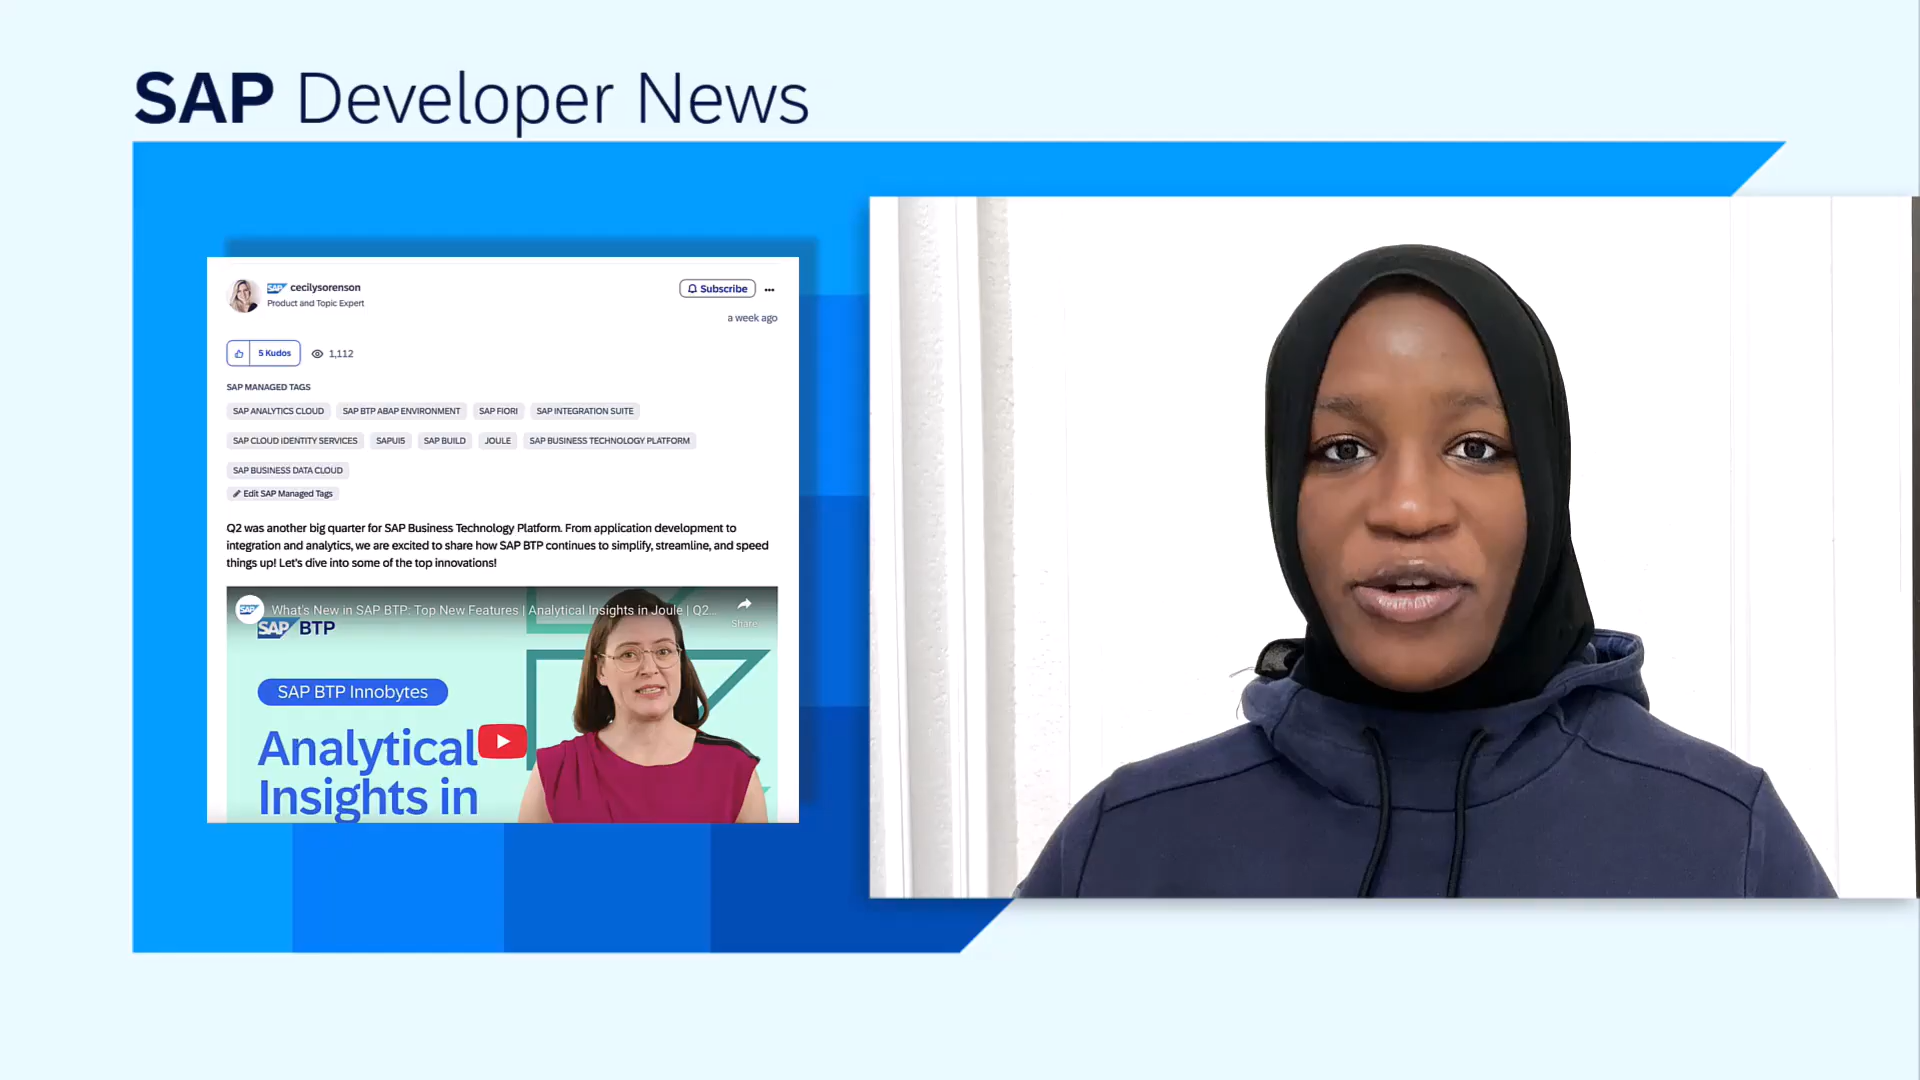 SAP Developer News
SAP cecilysorenson
Product and Topic Expert
Subscribe
a week ago
5 Kudos 1,112
SAP MANAGED TAGS
SAP ANALYTICS CLOUD SAP BTP ABAP ENVIRONMENT SAP FIORI SAP INTEGRATION SUITE
SAP CLOUD IDENTITY SERVICES SAPUI5 SAP BUILD JOULE SAP BUSINESS TECHNOLOGY PLATFORM
SAP BUSINESS DATA CLOUD
Edit SAP Managed Tags
Q2 was another big quarter for SAP Business Technology Platform. From application development to
integration and analytics, we are excited to share how SAP BTP continues to simplify, streamline, and speed
things up! Let's dive into some of the top innovations!
SAP What's New in SAP BTP: Top New Features | Analytical Insights in Joule | Q2...
Share
SAP BTP
SAP BTP Innobytes
Analytical
Insights in